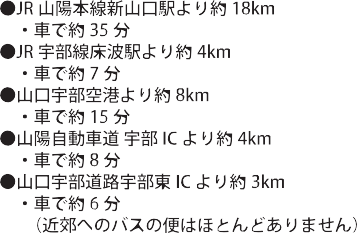 ●JR 山陽本線新山口駅より約 18km
・車で約 35 分
●JR 宇部線床波駅より約 4km
・車で約 7 分
●山口宇部空港より約 8km
・車で約 15 分
●山陽自動車道 宇部 IC より約 4km
・車で約 8 分
●山口宇部道路宇部東 IC より約 3km
・車で約 6 分
（近郊へのバスの便はほとんどありません）